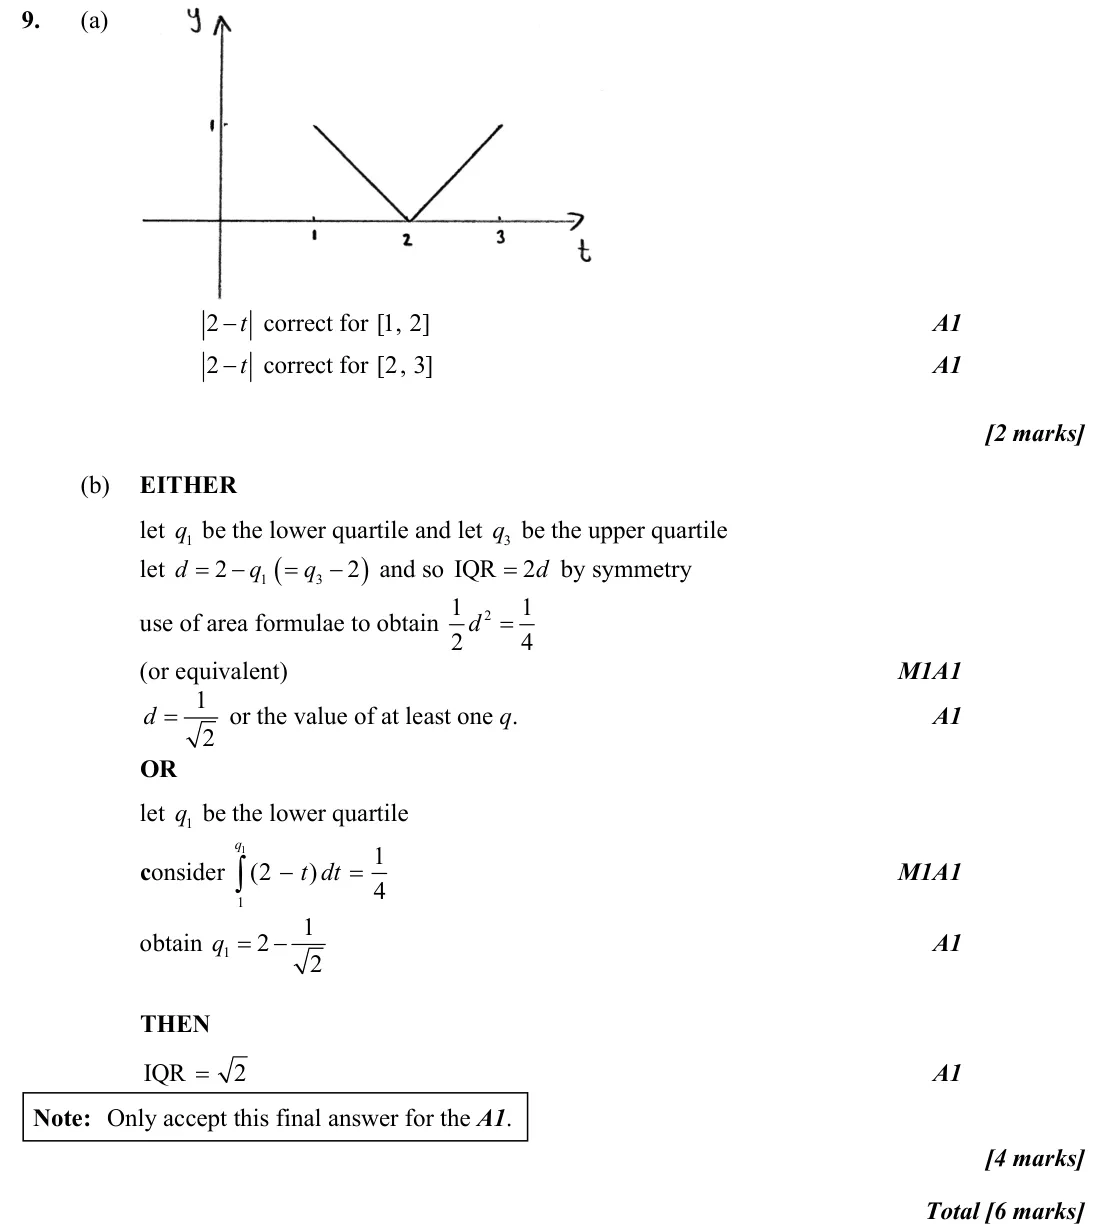 9. (a)
y
1
1 2 3
t
|2 − t| correct for [1, 2] A1
|2 − t| correct for [2, 3] A1
[2 marks]
(b) EITHER
let q₁ be the lower quartile and let q₃ be the upper quartile
let d = 2 − q₁ (= q₃ − 2) and so IQR = 2d by symmetry
use of area formulae to obtain 1/2 d² = 1/4
(or equivalent) M1A1
d = 1/√2 or the value of at least one q. A1
OR
let q₁ be the lower quartile
consider ∫₁^q₁ (2 − t) dt = 1/4 M1A1
obtain q₁ = 2 − 1/√2 A1
THEN
IQR = √2 A1
Note: Only accept this final answer for the A1.
[4 marks]
Total [6 marks]